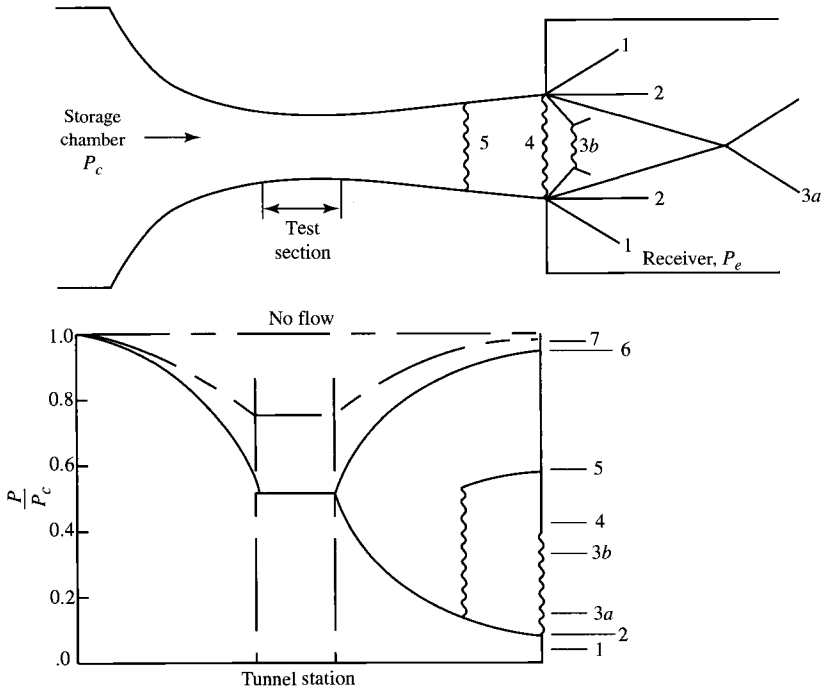 1
Storage
chamber
P_c
2
5
4
3b
3a
2
1
Test
section
Receiver, P_e
No flow
1.0
0.8
0.6
0.4
0.2
.0
P
P_c
7
6
5
4
3b
3a
2
1
Tunnel station